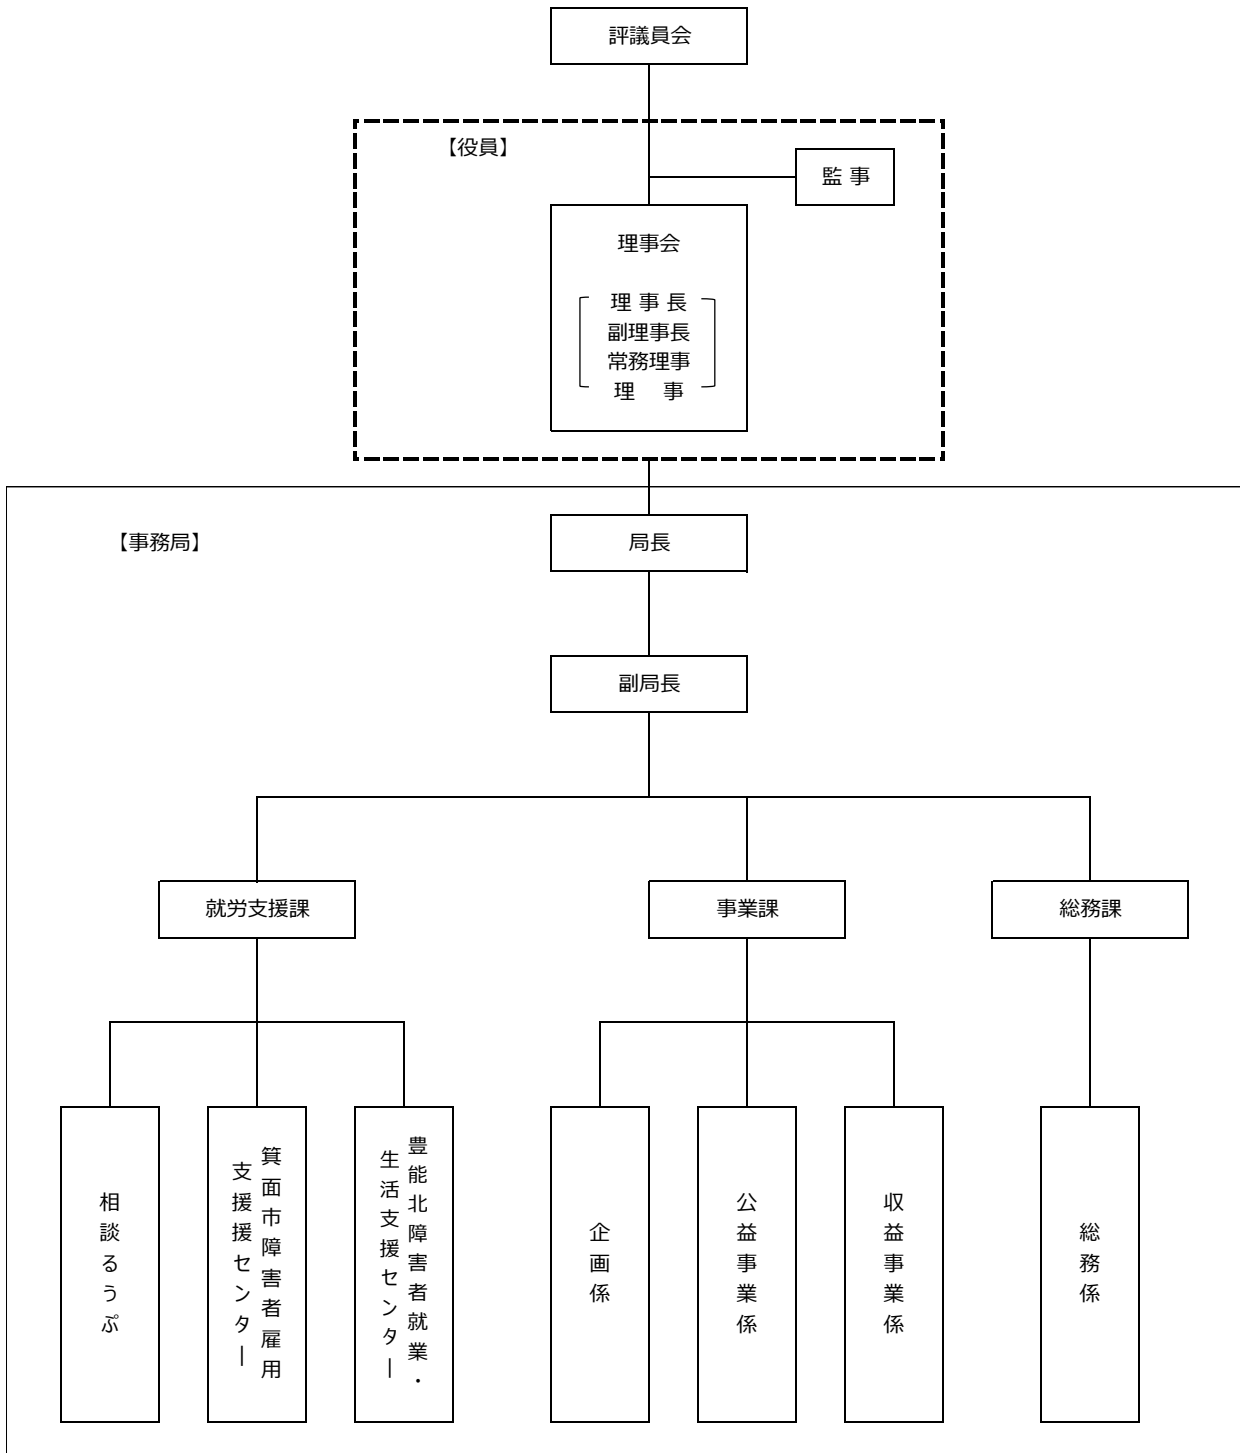 評議員会
【役員】
監 事
理事会
理 事 長
副理事長
常務理事
理 事
【事務局】
局長
副局長
就労支援課
事業課
総務課
相談るうぷ
箕面市障害者雇用
支援援センター
豊能北障害者就業・
生活支援センター
企画係
公益事業係
収益事業係
総務係